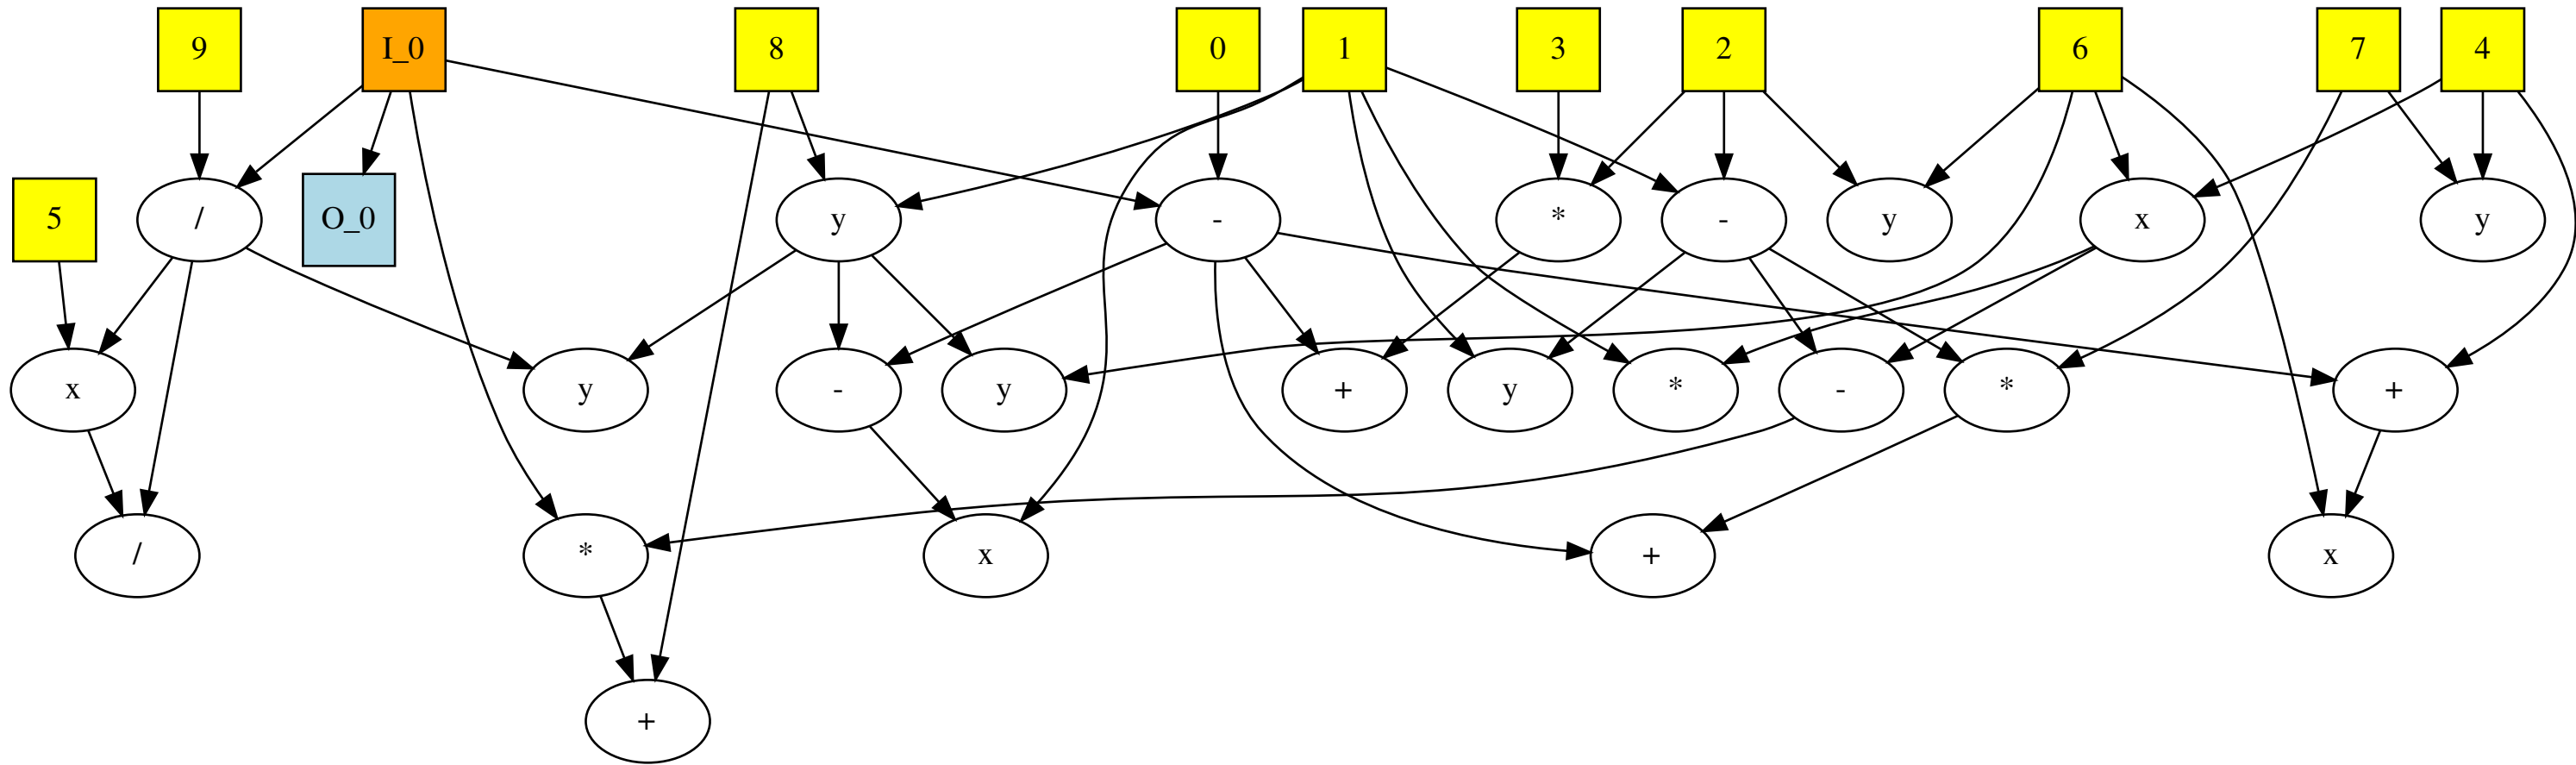 9 I_0 8 0 1 3 2 6 7 4
5 / O_0 y - * - y x y
x y - y + y * - * +
/ * x + x
+